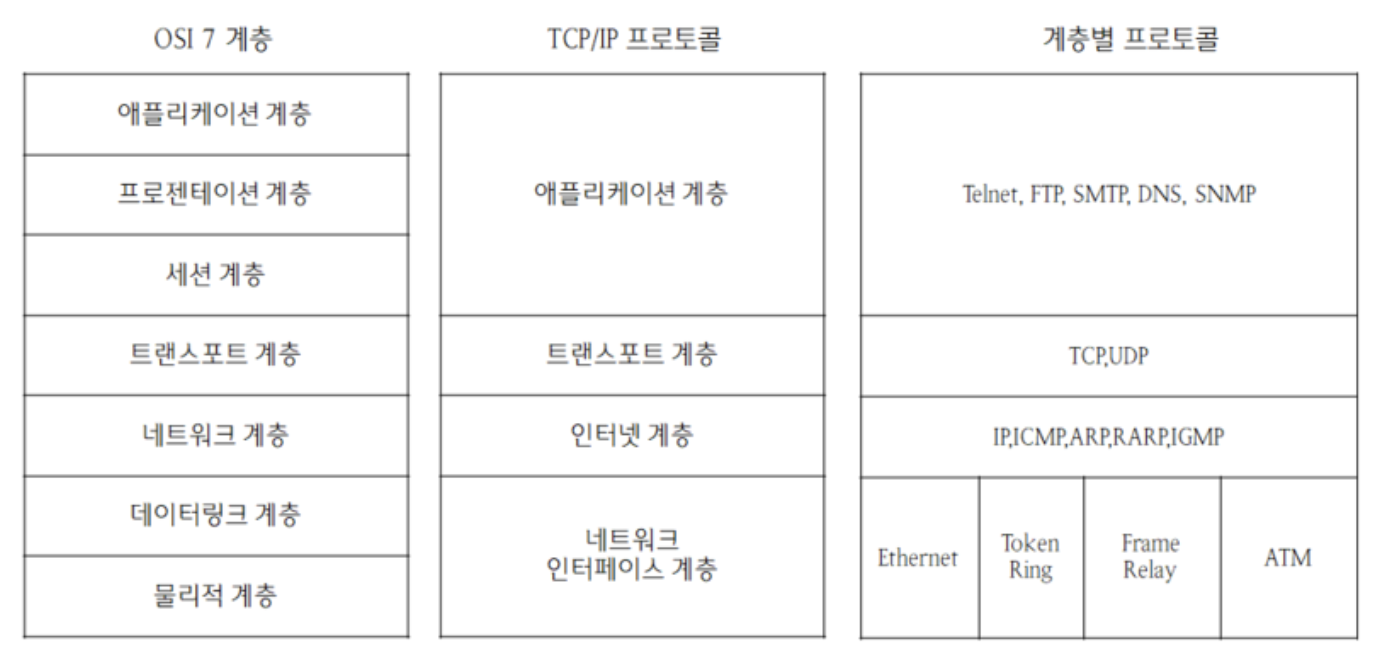 OSI 7 계층
TCP/IP 프로토콜
계층별 프로토콜
애플리케이션 계층
프로젠테이션 계층
세션 계층
트랜스포트 계층
네트워크 계층
데이터링크 계층
물리적 계층
애플리케이션 계층
트랜스포트 계층
인터넷 계층
네트워크
인터페이스 계층
Telnet, FTP, SMTP, DNS, SNMP
TCP,UDP
IP,ICMP,ARP,RARP,IGMP
Ethernet
Token
Ring
Frame
Relay
ATM